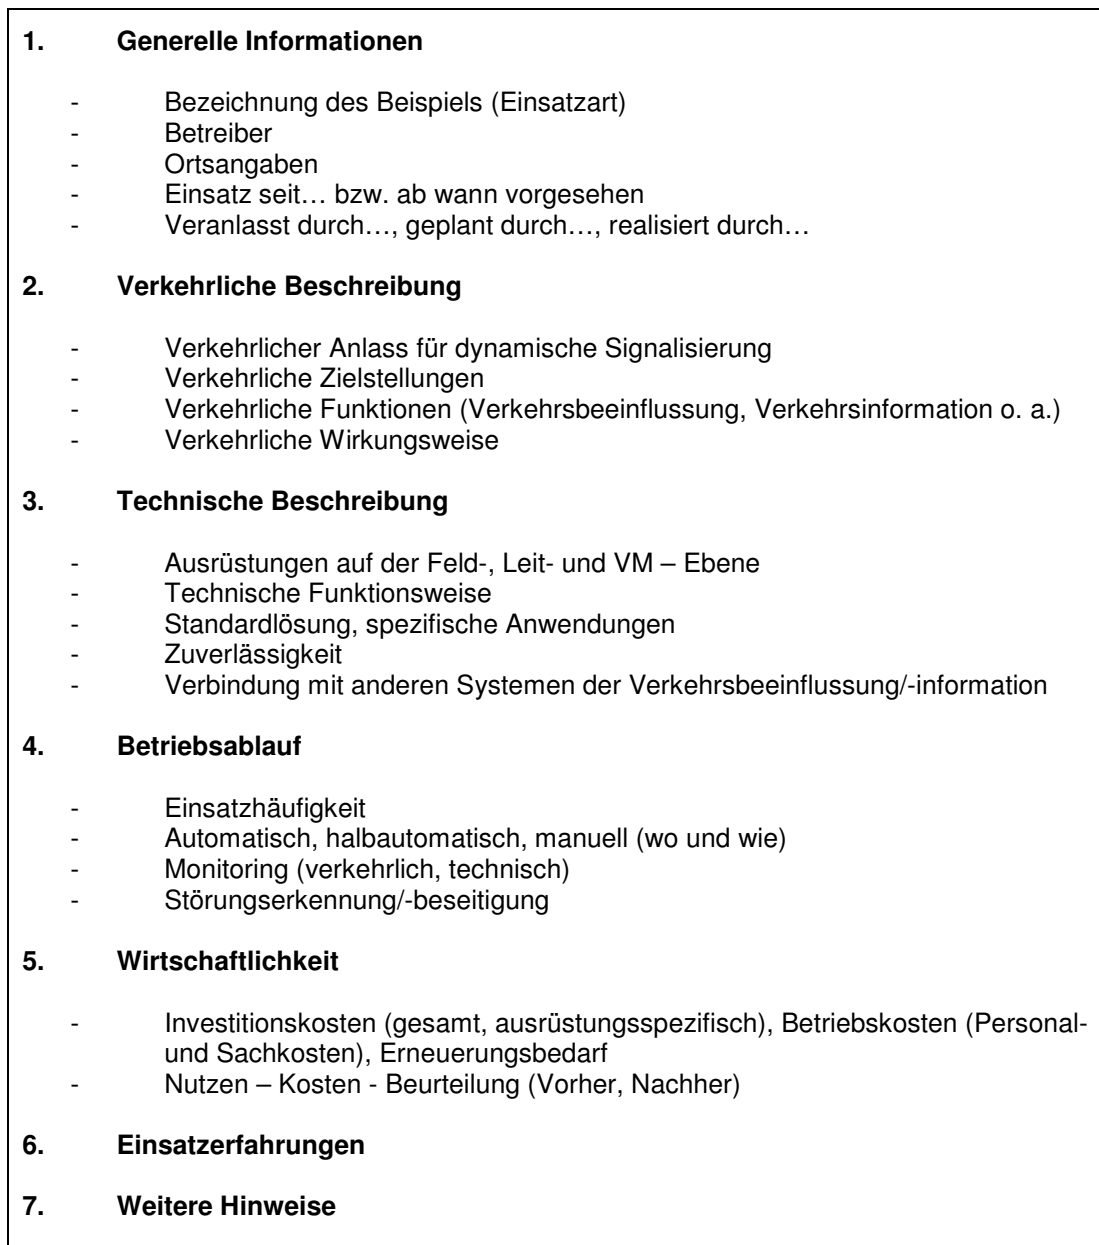 1. Generelle Informationen
- Bezeichnung des Beispiels (Einsatzart)
- Betreiber
- Ortsangaben
- Einsatz seit… bzw. ab wann vorgesehen
- Veranlasst durch…, geplant durch…, realisiert durch…
2. Verkehrliche Beschreibung
- Verkehrlicher Anlass für dynamische Signalisierung
- Verkehrliche Zielstellungen
- Verkehrliche Funktionen (Verkehrsbeeinflussung, Verkehrsinformation o. a.)
- Verkehrliche Wirkungsweise
3. Technische Beschreibung
- Ausrüstungen auf der Feld-, Leit- und VM – Ebene
- Technische Funktionsweise
- Standardlösung, spezifische Anwendungen
- Zuverlässigkeit
- Verbindung mit anderen Systemen der Verkehrsbeeinflussung/-information
4. Betriebsablauf
- Einsatzhäufigkeit
- Automatisch, halbautomatisch, manuell (wo und wie)
- Monitoring (verkehrlich, technisch)
- Störungserkennung/-beseitigung
5. Wirtschaftlichkeit
- Investitionskosten (gesamt, ausrüstungsspezifisch), Betriebskosten (Personal-
und Sachkosten), Erneuerungsbedarf
- Nutzen – Kosten - Beurteilung (Vorher, Nachher)
6. Einsatzerfahrungen
7. Weitere Hinweise